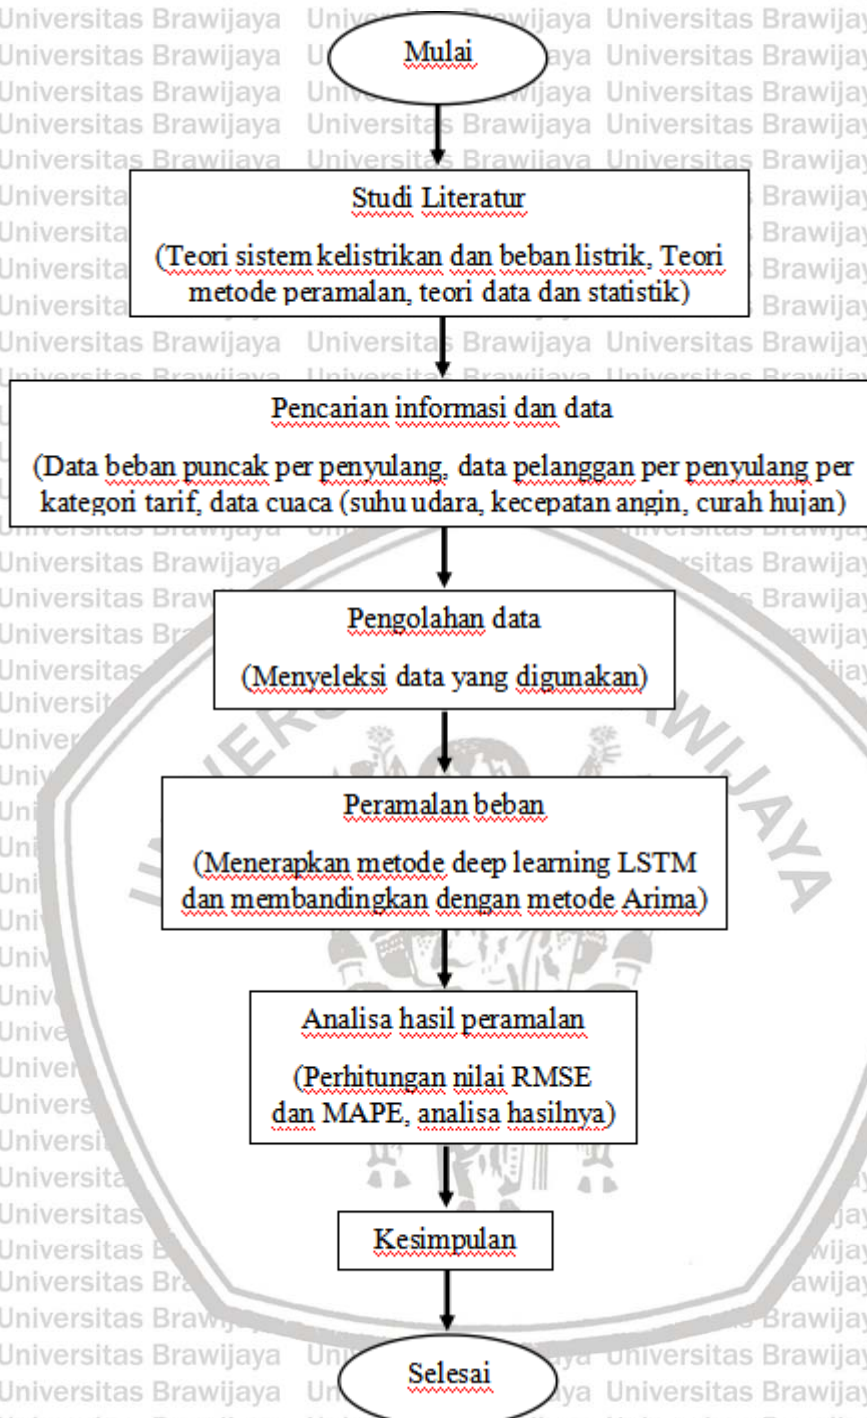 Mulai
Studi Literatur
(Teori sistem kelistrikan dan beban listrik, Teori
metode peramalan, teori data dan statistik)
Pencarian informasi dan data
(Data beban puncak per penyulang, data pelanggan per penyulang per
kategori tarif, data cuaca (suhu udara, kecepatan angin, curah hujan)
Pengolahan data
(Menyeleksi data yang digunakan)
Peramalan beban
(Menerapkan metode deep learning LSTM
dan membandingkan dengan metode Arima)
Analisa hasil peramalan
(Perhitungan nilai RMSE
dan MAPE, analisa hasilnya)
Kesimpulan
Selesai